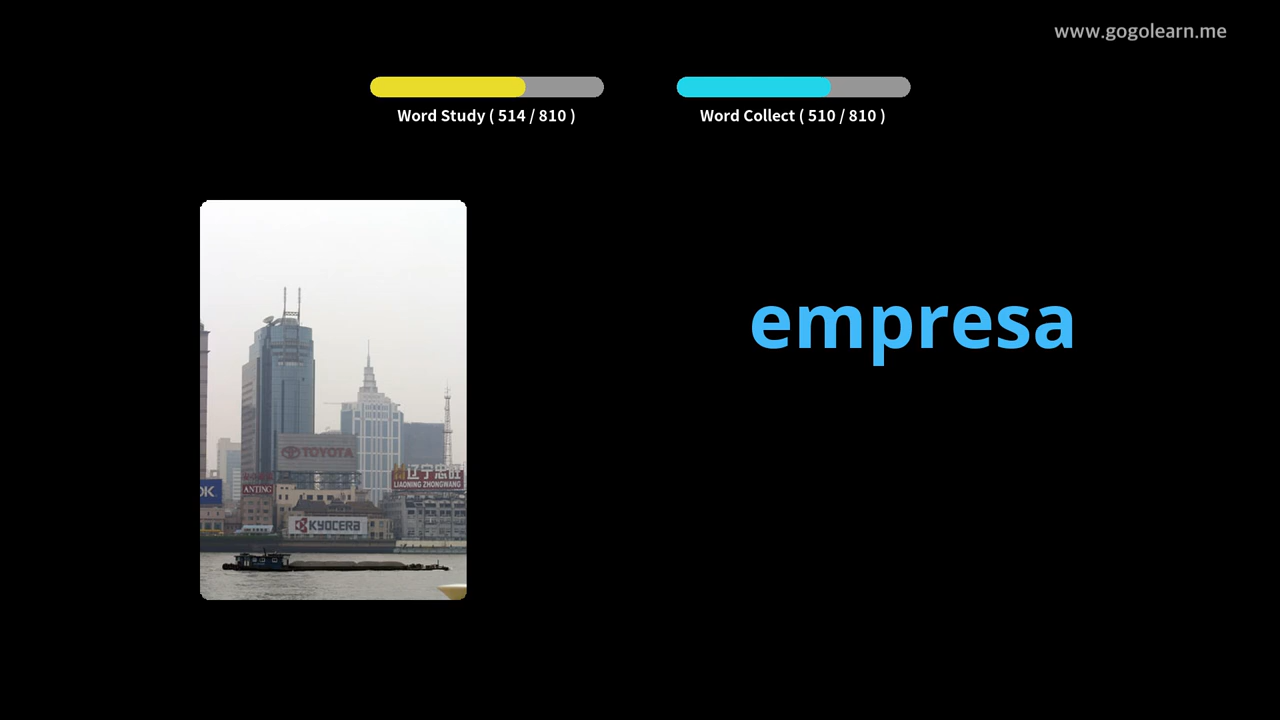 www.gogolearn.me
Word Study ( 514 / 810 )
Word Collect ( 510 / 810 )
empresa
TOYOTA
辽宁忠旺
LIAONING ZHONGWANG
ANTING
KYOCERA